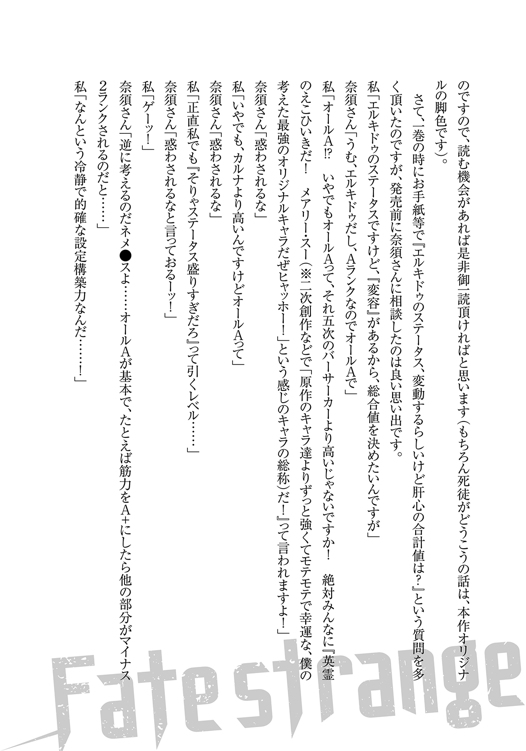 のですので、読む機会があれば是非御一読頂ければと思います(もちろん死徒がどうこうの話は、本作オリジナ
ルの脚色です)。
さて、一巻の時にお手紙等で『エルキドゥのステータス、変動するらしいけど肝心の合計値は?』という質問を多
く頂いたのですが、発売前に奈須さんに相談したのは良い思い出です。
私「エルキドゥのステータスですけど、『変容』があるから、総合値を決めたいんですが」
奈須さん「うむ、エルキドゥだし、Aランクなのでオール Aで」
私「オールA!? いやでもオールAって、それ五次のバーサーカーより高いじゃないですか! 絶対みんなに『英霊
のえこひいきだ! メアリー・スー(※二次創作などで「原作のキャラ達よりずっと強くてモテモテで幸運な、僕の
考えた最強のオリジナルキャラだぜヒャッホー!」という感じのキャラの総称)だ!』って言われますよ!」
奈須さん「惑わされるな」
私「いやでも、カルナより高いんですけどオールAって」
奈須さん「惑わされるな」
私「正直私でも『そりゃステータス盛りすぎだろ』って引くレベル……」
奈須さん「惑わされるなと言っておるーッ!」
私「ゲーッ!」
奈須さん「逆に考えるのだネメ●スよ……オールAが基本で、たとえば筋力をA+にしたら他の部分がマイナス
2ランクされるのだと……」
私「なんという冷静で的確な設定構築力なんだ……!」
Fate strange